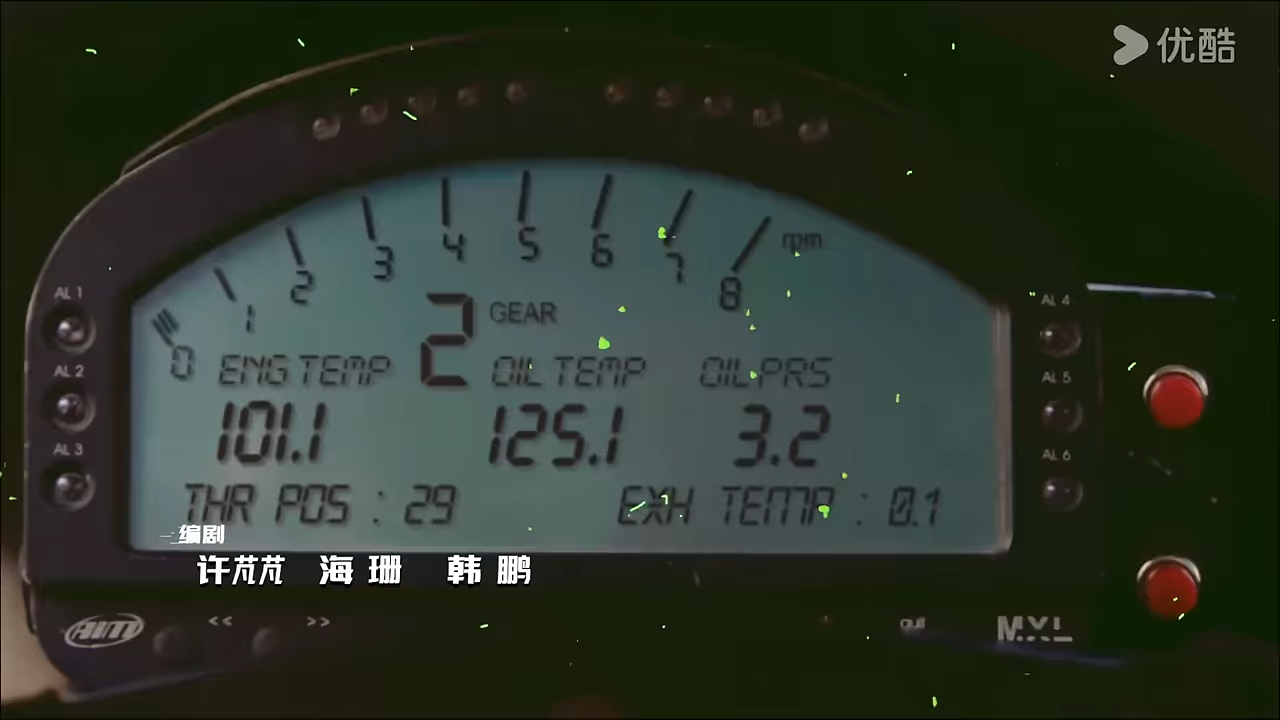 优酷
rpm
0 1 2 3 4 5 6 7 8
2 GEAR
AL 1
AL 2
AL 3
AL 4
AL 5
AL 6
ENG TEMP OIL TEMP OIL PRS
101.1 125.1 3.2
THR POS : 29 EXH TEMP : 0.1
编剧
许芃芃 海珊 韩鹏
AIM << >> quit MXL